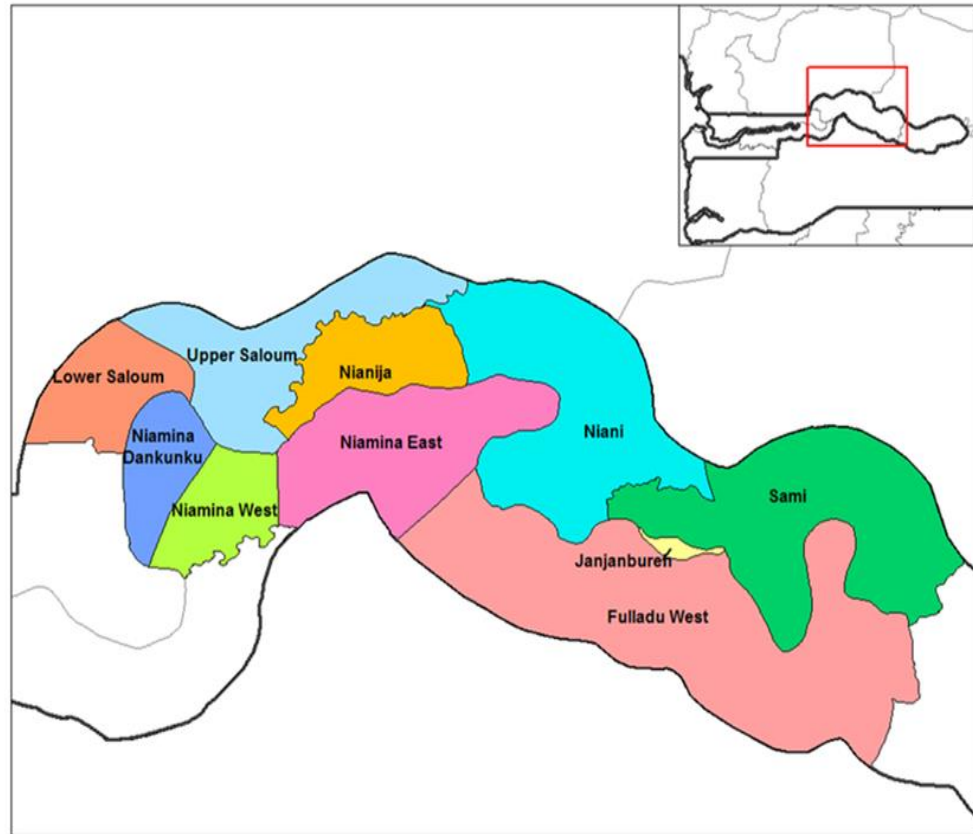 Upper Saloum
Lower Saloum
Nianija
Niamina
Dankunku
Niamina East
Niani
Niamina West
Sami
Janjanbureh
Fulladu West